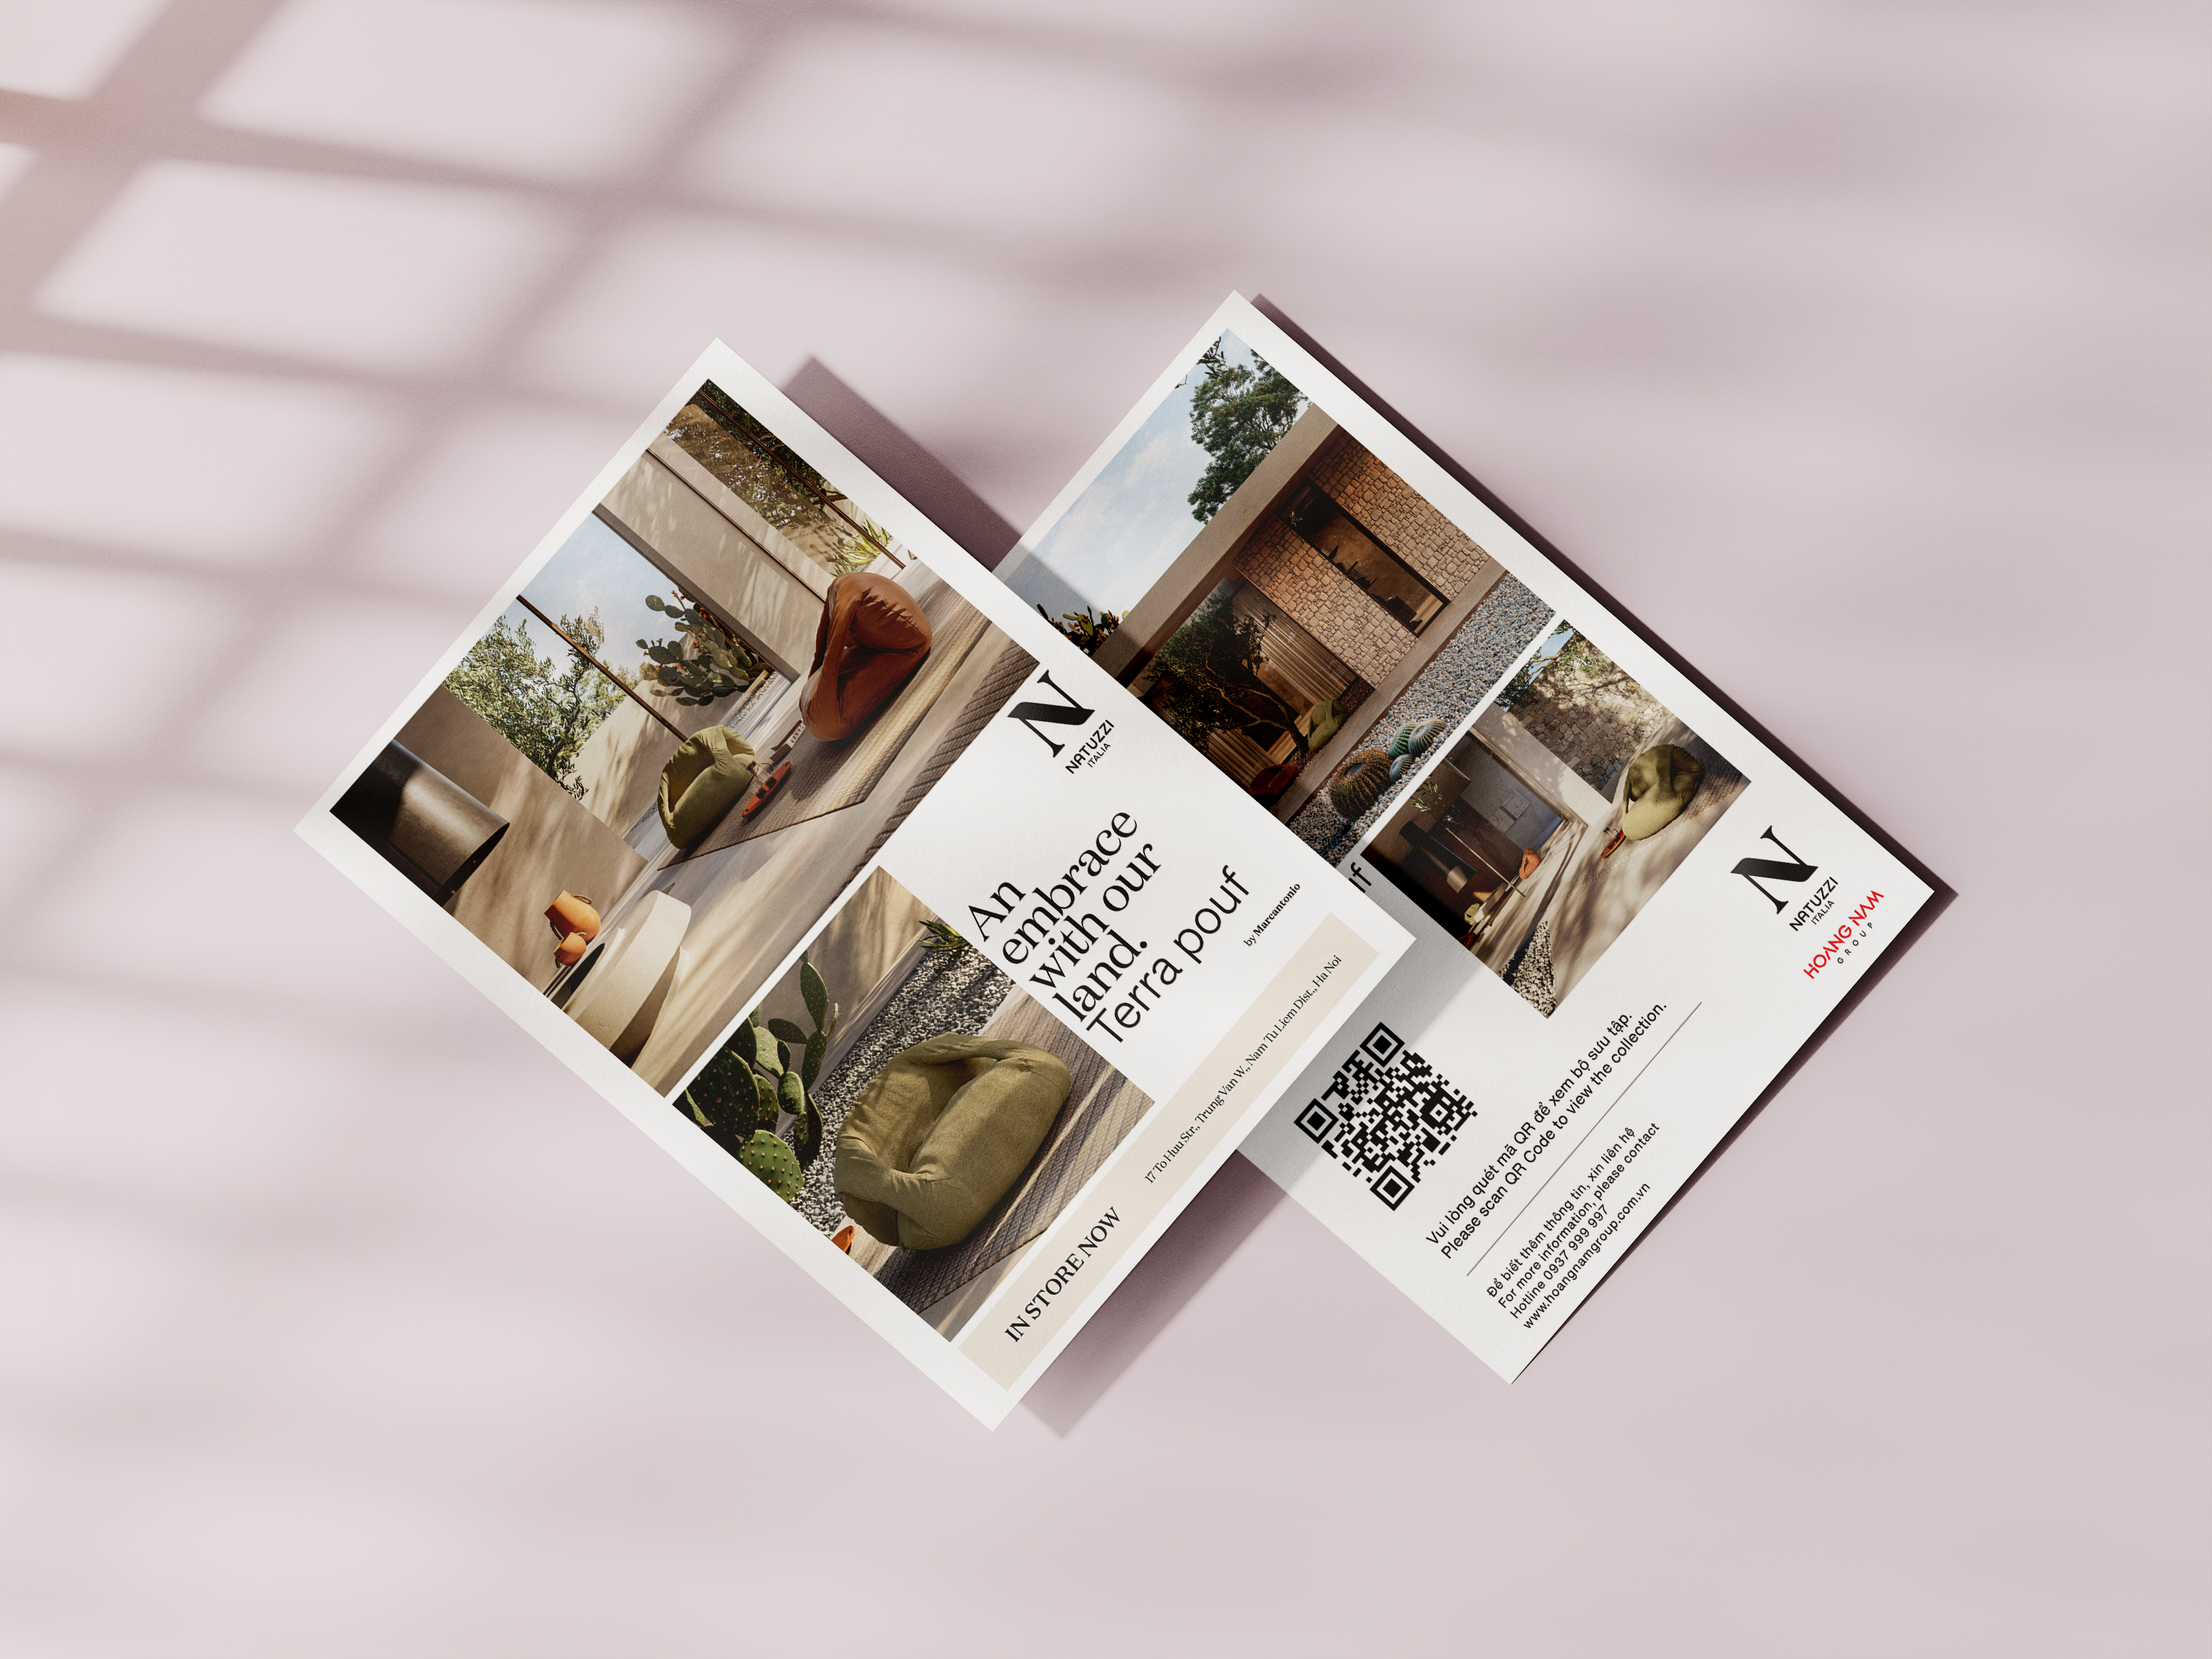 N
NATUZZI
ITALIA
An
embrace
with our
land.
Terra pouf
by Marcantonio
IN STORE NOW
17 To Huu Str., Trung Van W., Nam Tu Liem Dist., Ha Noi
N
NATUZZI
ITALIA
HOANG NAM
GROUP
uf
Vui lòng quét mã QR để xem bộ sưu tập.
Please scan QR Code to view the collection.
Để biết thêm thông tin, xin liên hệ
For more information, please contact
Hotline 0937 999 997
www.hoangnamgroup.com.vn